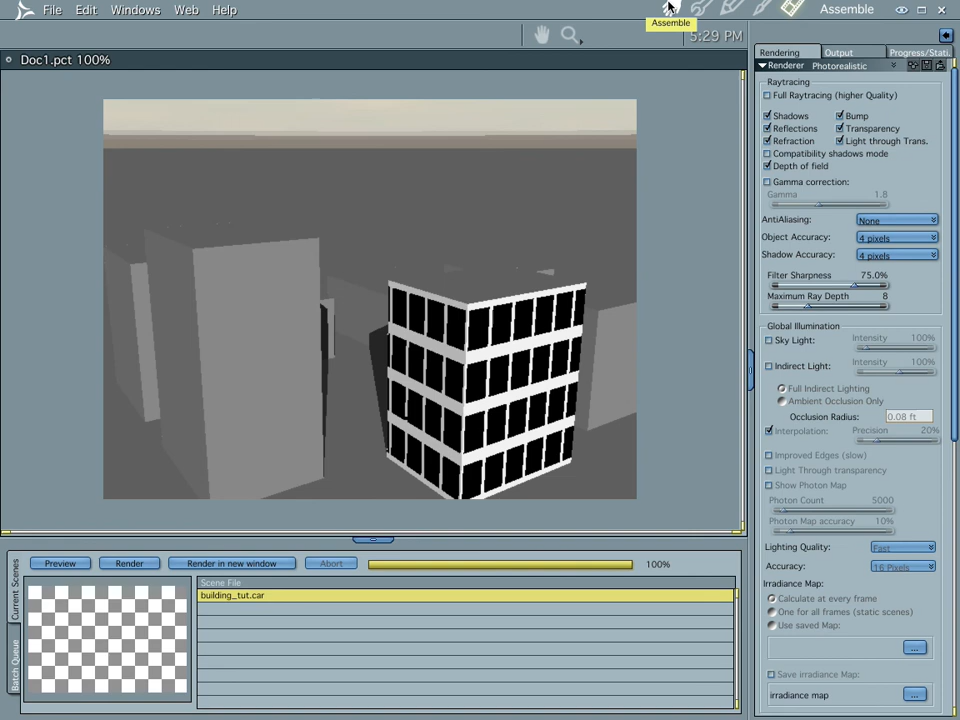 File Edit Windows Web Help
Assemble
Assemble
5:29 PM
Doc1.pct 100%
Rendering Output Progress/Stati.
Renderer Photorealistic
Raytracing
Full Raytracing (higher Quality)
Shadows Bump
Reflections Transparency
Refraction Light through Trans.
Compatibility shadows mode
Depth of field
Gamma correction:
Gamma 1.8
AntiAliasing: None
Object Accuracy: 4 pixels
Shadow Accuracy: 4 pixels
Filter Sharpness 75.0%
Maximum Ray Depth 8
Global Illumination
Sky Light: Intensity 100%
Indirect Light: Intensity 100%
Full Indirect Lighting
Ambient Occlusion Only
Occlusion Radius: 0.08 ft
Interpolation: Precision 20%
Improved Edges (slow)
Light Through transparency
Show Photon Map
Photon Count 5000
Photon Map accuracy 10%
Lighting Quality: Fast
Accuracy: 16 Pixels
Irradiance Map:
Calculate at every frame
One for all frames (static scenes)
Use saved Map:
...
Save irradiance Map:
irradiance map ...
Current Scenes
Batch Queue
Preview Render Render in new window Abort 100%
Scene File
building_tut.car